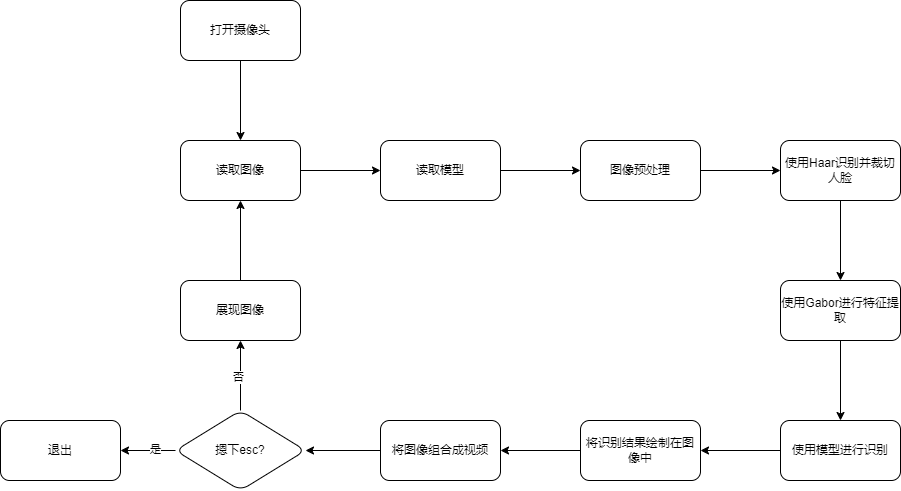 打开摄像头
读取图像
读取模型
图像预处理
使用Haar识别并裁切
人脸
展现图像
使用Gabor进行特征提
取
否
退出
是
摁下esc?
将图像组合成视频
将识别结果绘制在图
像中
使用模型进行识别